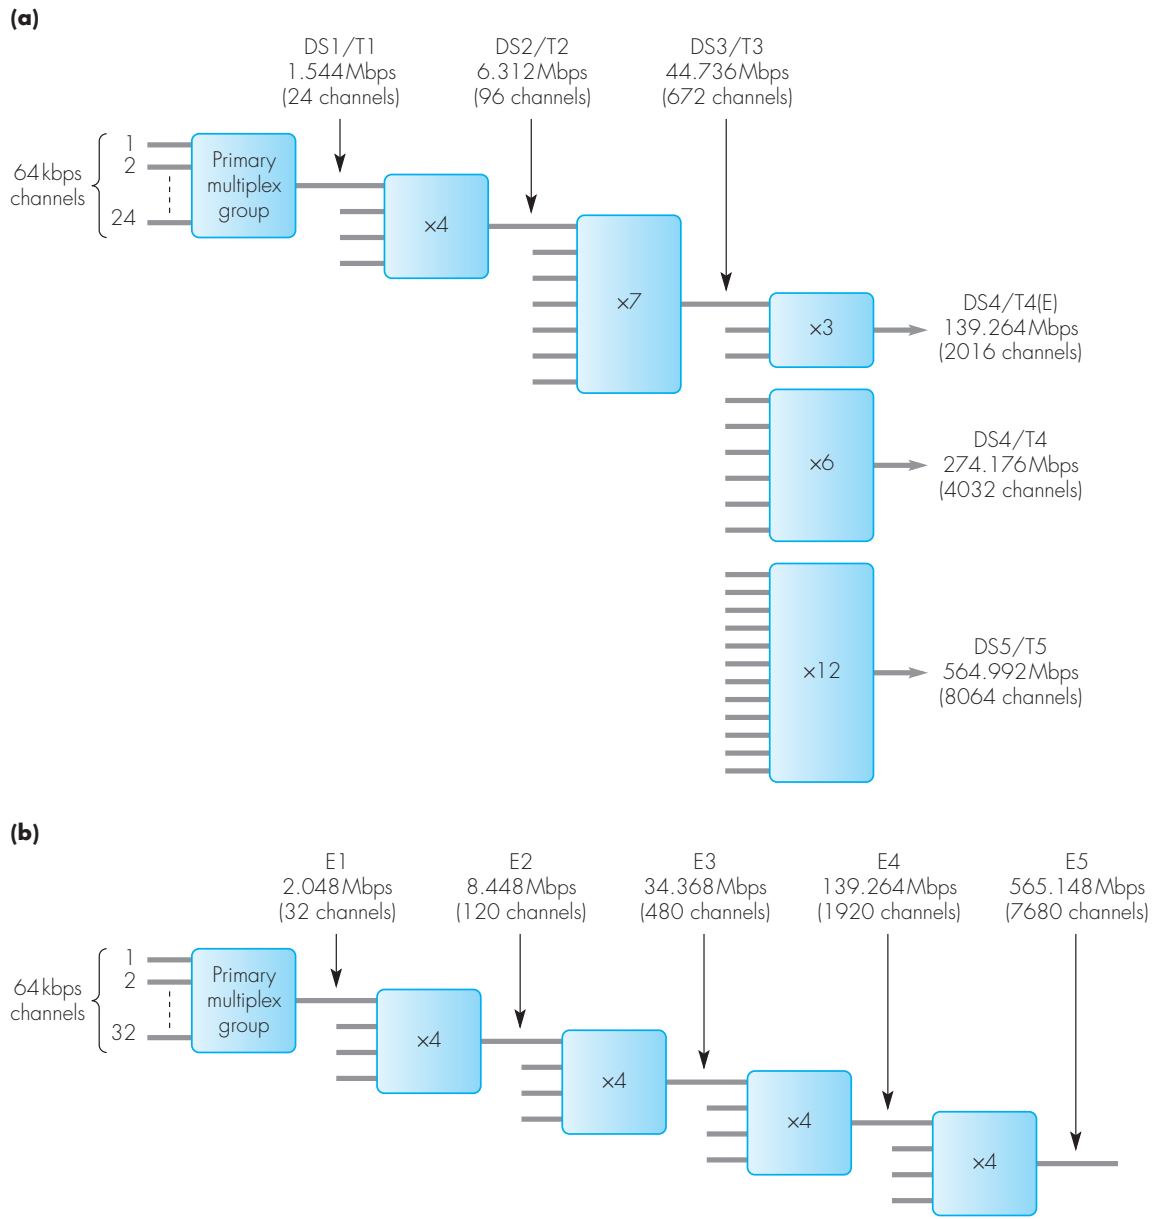 (a)
DS1/T1
1.544Mbps
(24 channels)
DS2/T2
6.312Mbps
(96 channels)
DS3/T3
44.736Mbps
(672 channels)
64kbps
channels
1
2
24
Primary
multiplex
group
×4
×7
×3
DS4/T4(E)
139.264Mbps
(2016 channels)
×6
DS4/T4
274.176Mbps
(4032 channels)
×12
DS5/T5
564.992Mbps
(8064 channels)
(b)
E1
2.048Mbps
(32 channels)
E2
8.448Mbps
(120 channels)
E3
34.368Mbps
(480 channels)
E4
139.264Mbps
(1920 channels)
E5
565.148Mbps
(7680 channels)
64kbps
channels
1
2
32
Primary
multiplex
group
×4
×4
×4
×4